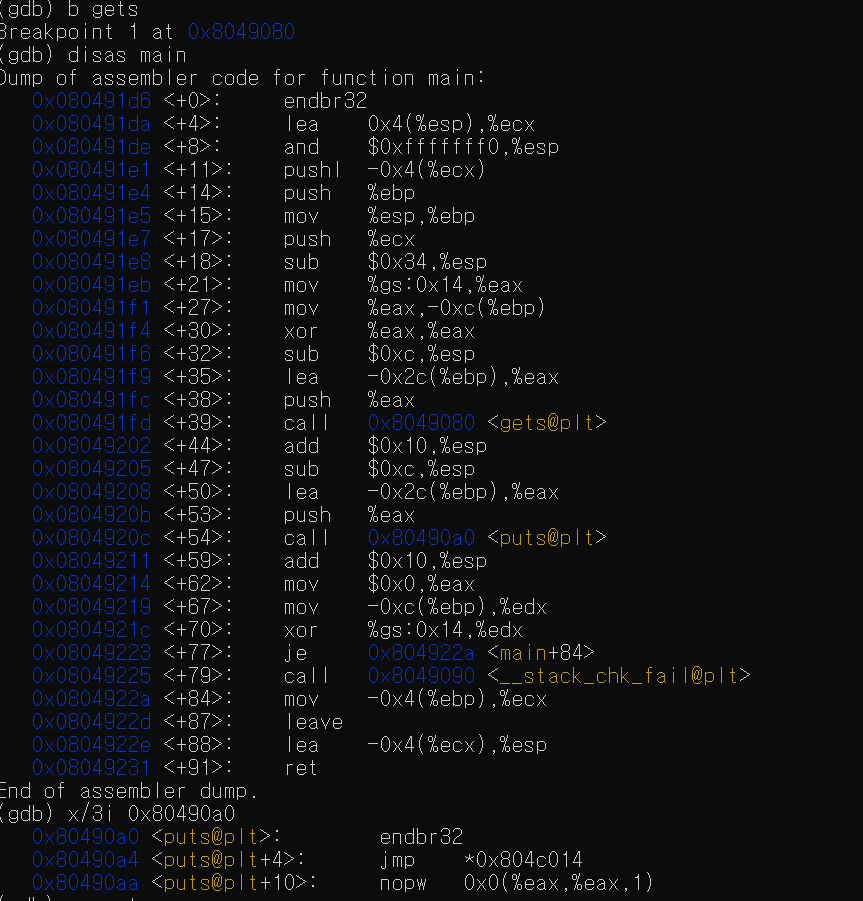 (gdb) b gets
Breakpoint 1 at 0x8049080
(gdb) disas main
Dump of assembler code for function main:
0x080491d6 <+0>: endbr32
0x080491da <+4>: lea 0x4(%esp),%ecx
0x080491de <+8>: and $0xfffffff0,%esp
0x080491e1 <+11>: pushl -0x4(%ecx)
0x080491e4 <+14>: push %ebp
0x080491e5 <+15>: mov %esp,%ebp
0x080491e7 <+17>: push %ecx
0x080491e8 <+18>: sub $0x34,%esp
0x080491eb <+21>: mov %gs:0x14,%eax
0x080491f1 <+27>: mov %eax,-0xc(%ebp)
0x080491f4 <+30>: xor %eax,%eax
0x080491f6 <+32>: sub $0xc,%esp
0x080491f9 <+35>: lea -0x2c(%ebp),%eax
0x080491fc <+38>: push %eax
0x080491fd <+39>: call 0x8049080 <gets@plt>
0x08049202 <+44>: add $0x10,%esp
0x08049205 <+47>: sub $0xc,%esp
0x08049208 <+50>: lea -0x2c(%ebp),%eax
0x0804920b <+53>: push %eax
0x0804920c <+54>: call 0x80490a0 <puts@plt>
0x08049211 <+59>: add $0x10,%esp
0x08049214 <+62>: mov $0x0,%eax
0x08049219 <+67>: mov -0xc(%ebp),%edx
0x0804921c <+70>: xor %gs:0x14,%edx
0x08049223 <+77>: je 0x804922a <main+84>
0x08049225 <+79>: call 0x8049090 <__stack_chk_fail@plt>
0x0804922a <+84>: mov -0x4(%ebp),%ecx
0x0804922d <+87>: leave
0x0804922e <+88>: lea -0x4(%ecx),%esp
0x08049231 <+91>: ret
End of assembler dump.
(gdb) x/3i 0x80490a0
0x80490a0 <puts@plt>: endbr32
0x80490a4 <puts@plt+4>: jmp *0x804c014
0x80490aa <puts@plt+10>: nopw 0x0(%eax,%eax,1)